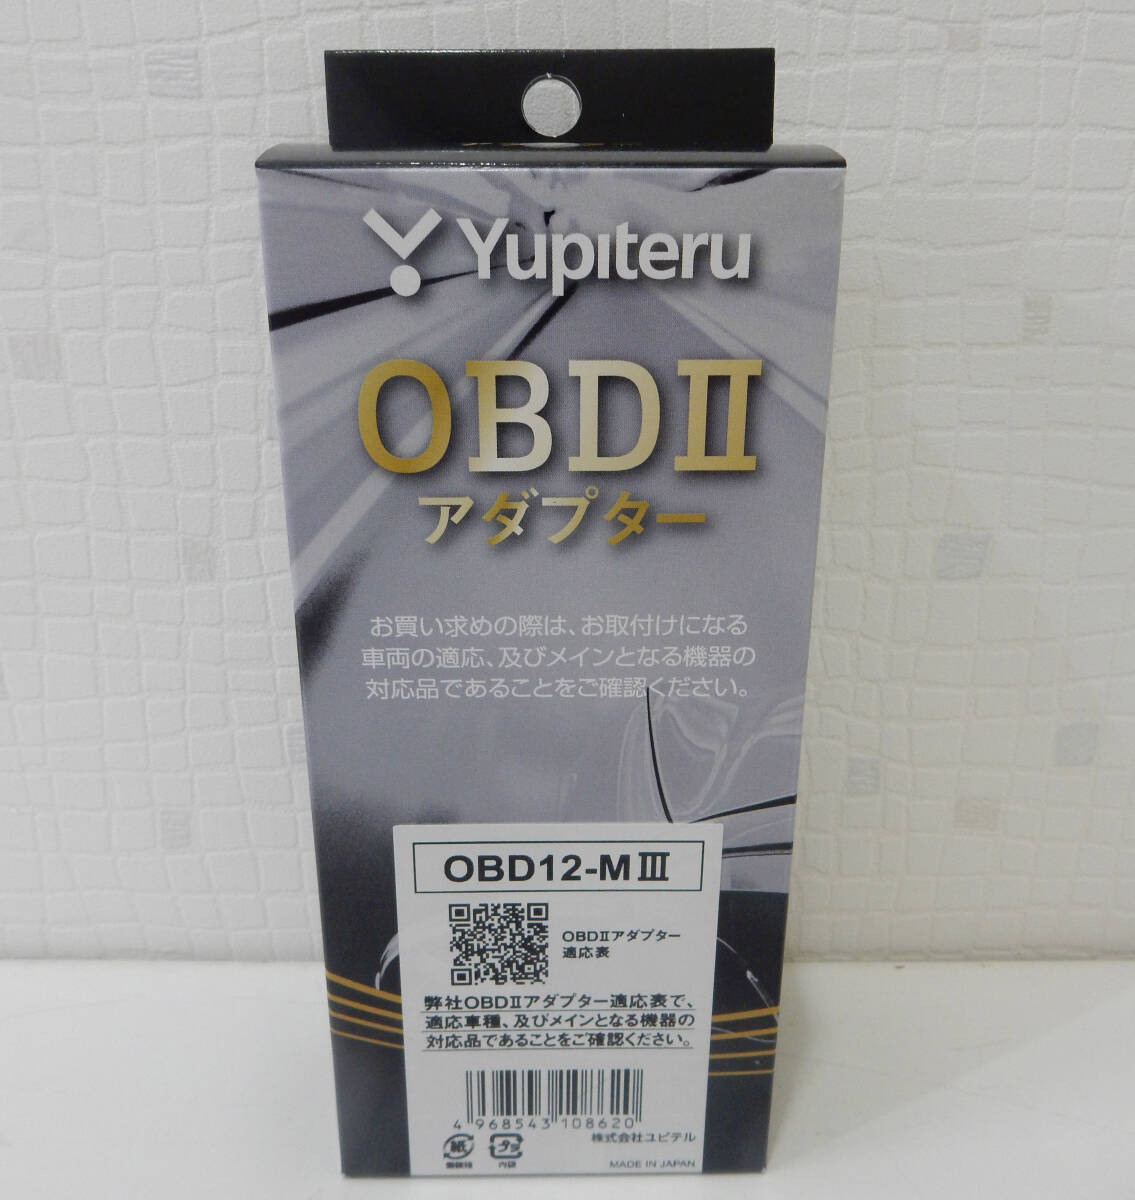 Yupiteru
OBDII
アダプター
お買い求めの際は、お取付けになる
車両の適応、及びメインとなる機器の
対応品であることをご確認ください。
OBD12-MⅢ
OBDⅡアダプター
適応表
弊社OBDⅡアダプター適応表で、
適応車種、及びメインとなる機器の
対応品であることをご確認ください。
4 968543 108620
株式会社ユピテル
紙 プラ
内袋
MADE IN JAPAN